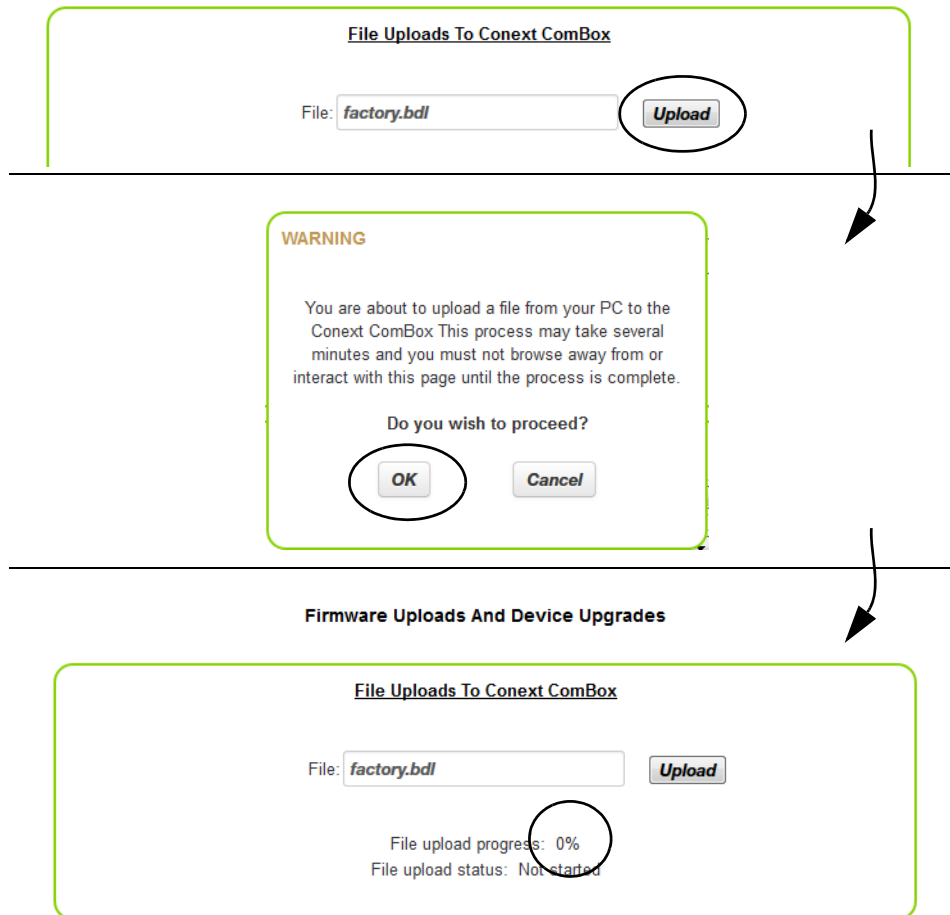 File Uploads To Conext ComBox
File: factory.bdl Upload
WARNING
You are about to upload a file from your PC to the
Conext ComBox This process may take several
minutes and you must not browse away from or
interact with this page until the process is complete.
Do you wish to proceed?
OK Cancel
Firmware Uploads And Device Upgrades
File Uploads To Conext ComBox
File: factory.bdl Upload
File upload progress: 0%
File upload status: Not started